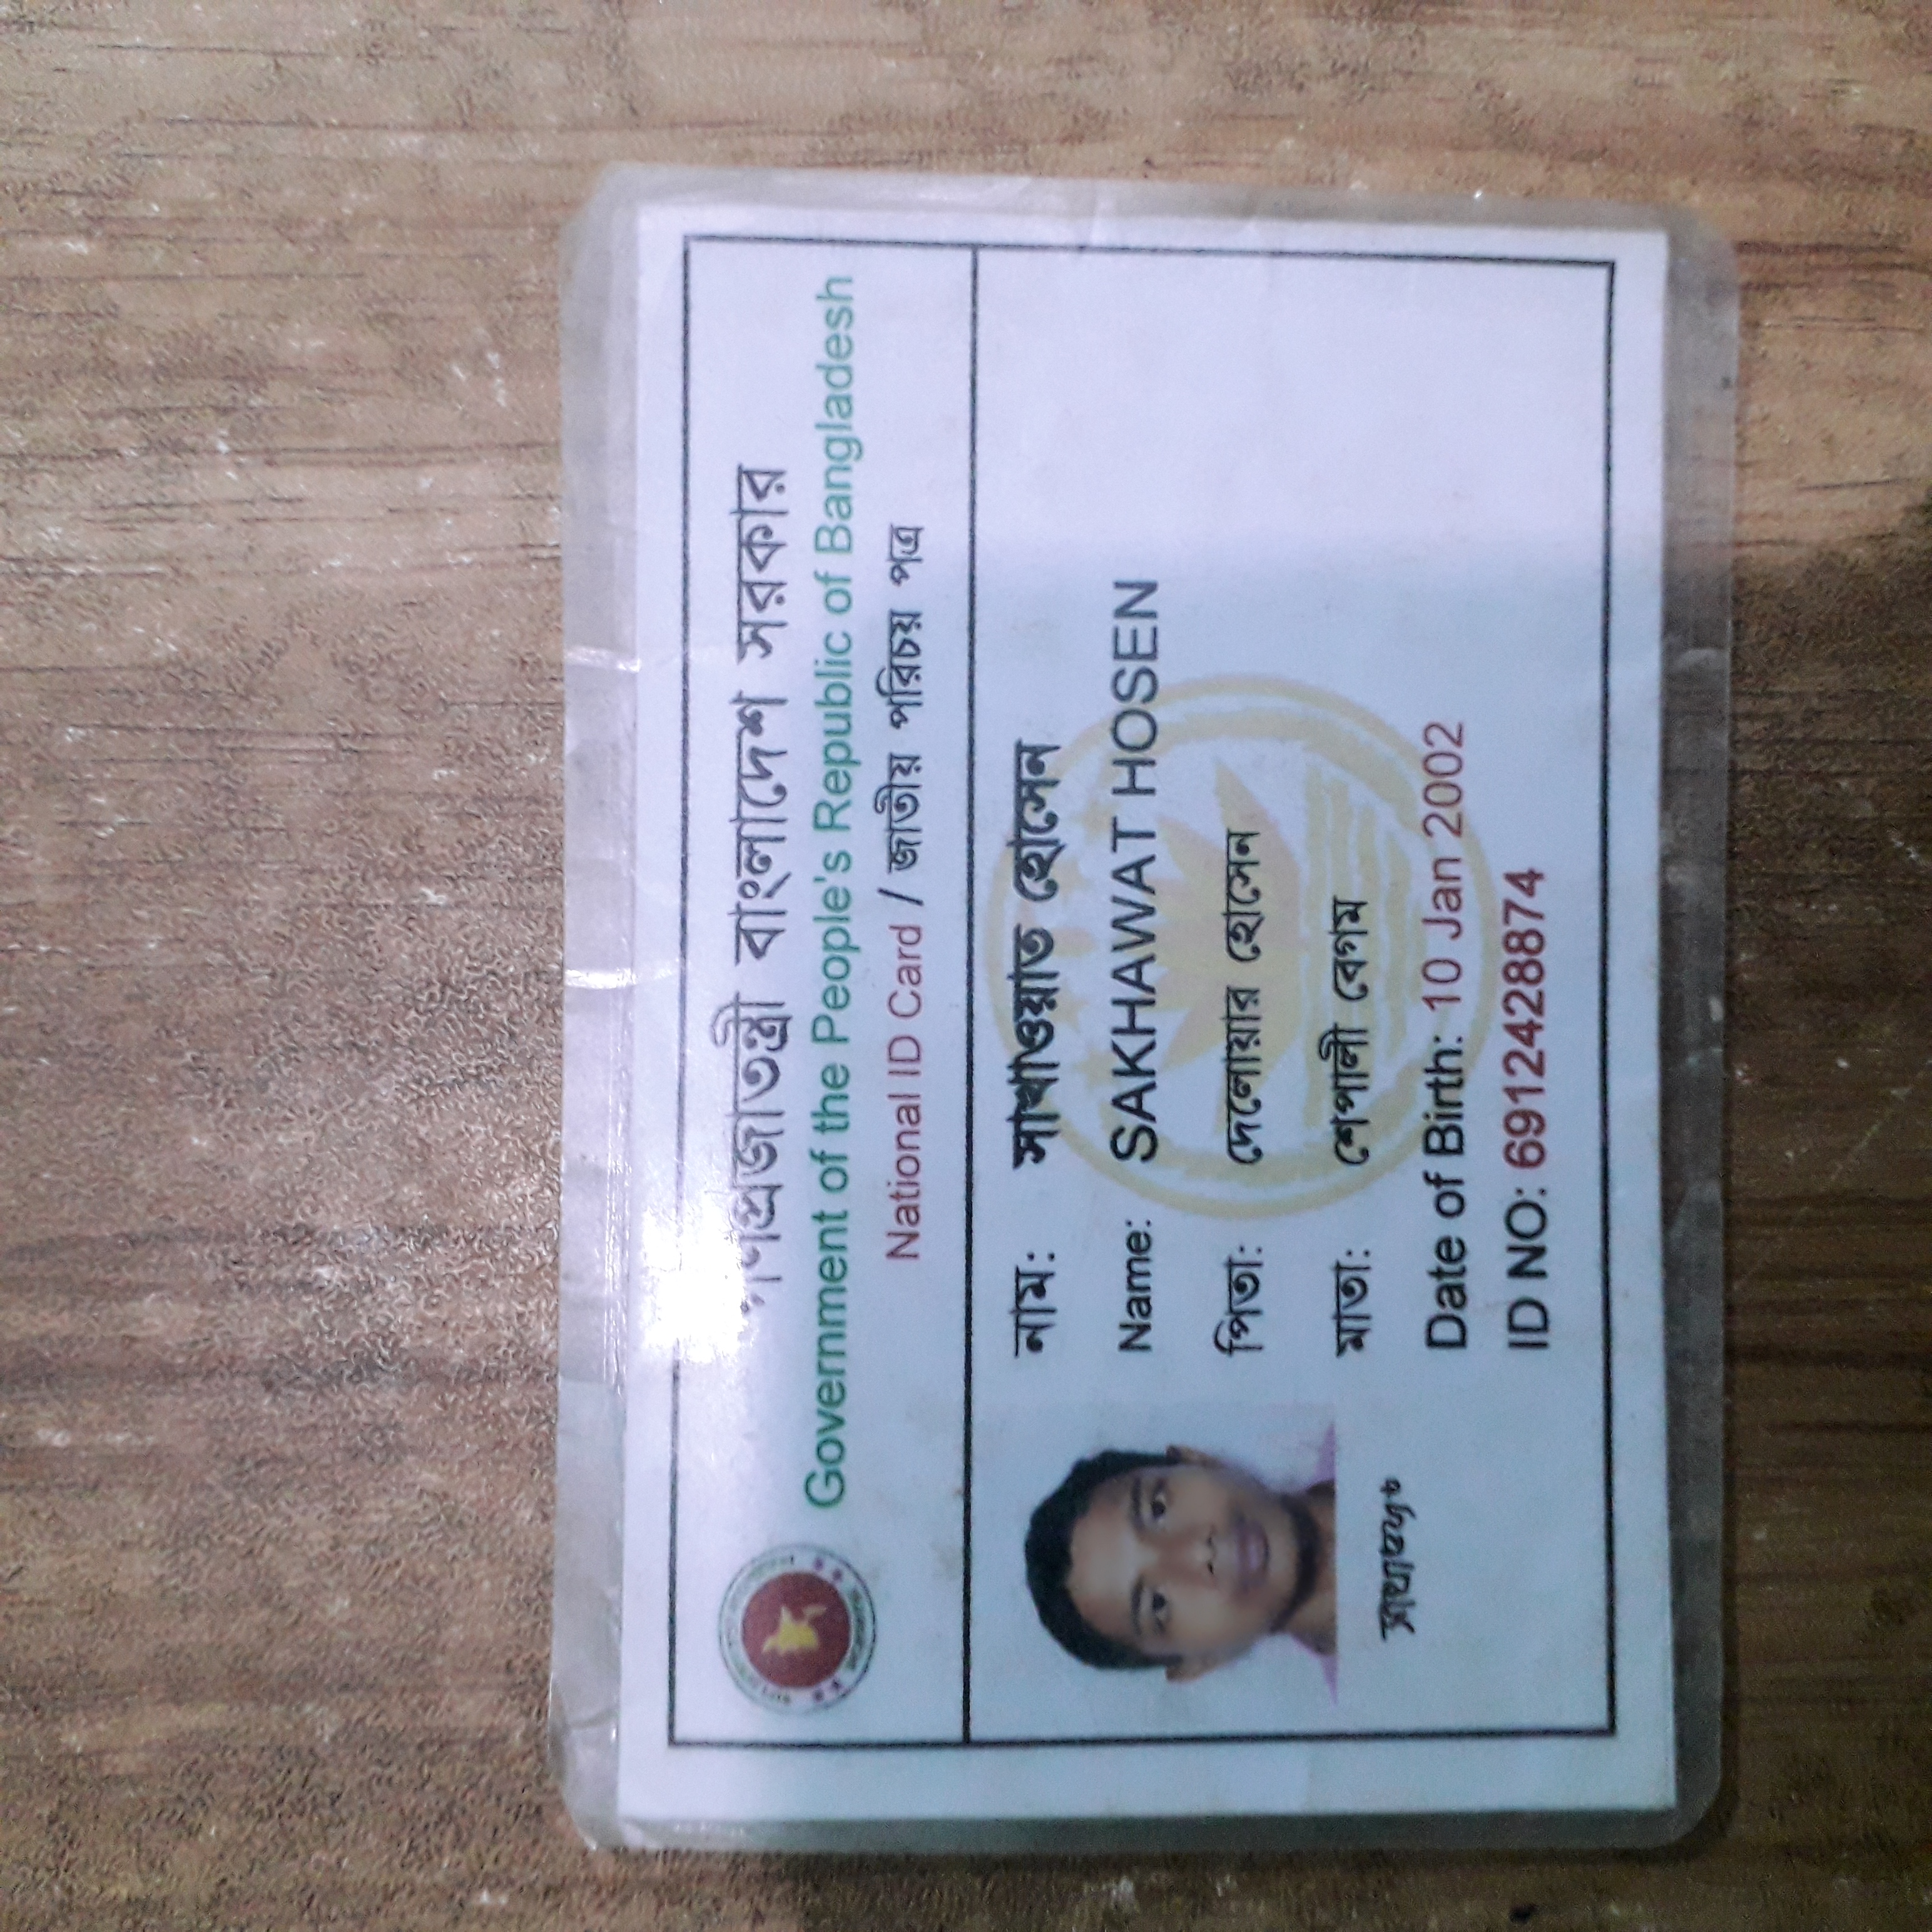 গণপ্রজাতন্ত্রী বাংলাদেশ সরকার
Government of the People's Republic of Bangladesh
National ID Card / জাতীয় পরিচয় পত্র
নাম: সাখাওয়াত হোসেন
Name: SAKHAWAT HOSEN
পিতা: দেলোয়ার হোসেন
মাতা: শেপালী বেগম
সাখাওয়াত
Date of Birth: 10 Jan 2002
ID NO: 6912428874